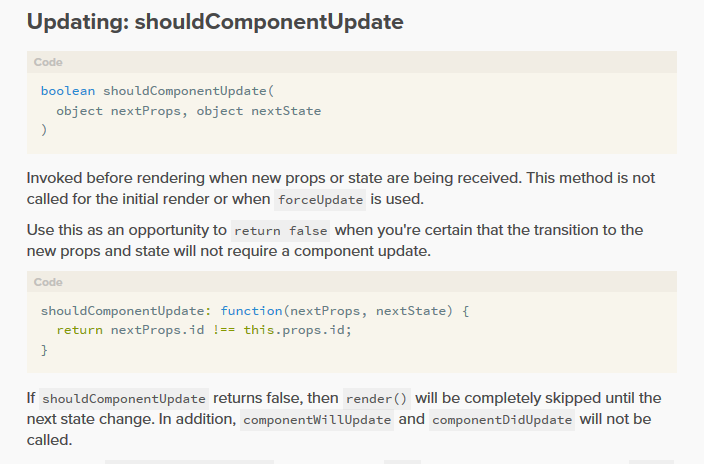 Updating: shouldComponentUpdate
Code
boolean shouldComponentUpdate(
  object nextProps, object nextState
)
Invoked before rendering when new props or state are being received. This method is not
called for the initial render or when forceUpdate is used.
Use this as an opportunity to return false when you're certain that the transition to the
new props and state will not require a component update.
Code
shouldComponentUpdate: function(nextProps, nextState) {
  return nextProps.id !== this.props.id;
}
If shouldComponentUpdate returns false, then render() will be completely skipped until the
next state change. In addition, componentWillUpdate and componentDidUpdate will not be
called.